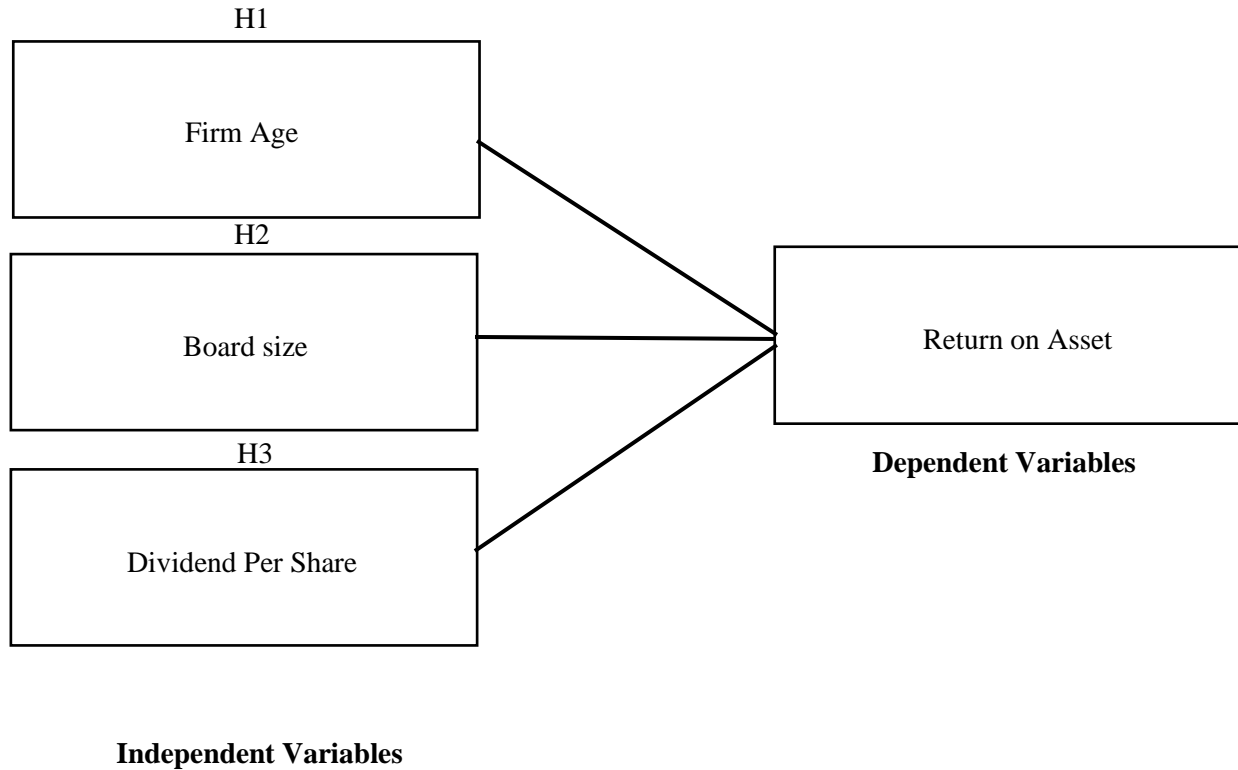 H1
Firm Age
H2
Board size
Return on Asset
H3
Dependent Variables
Dividend Per Share
Independent Variables